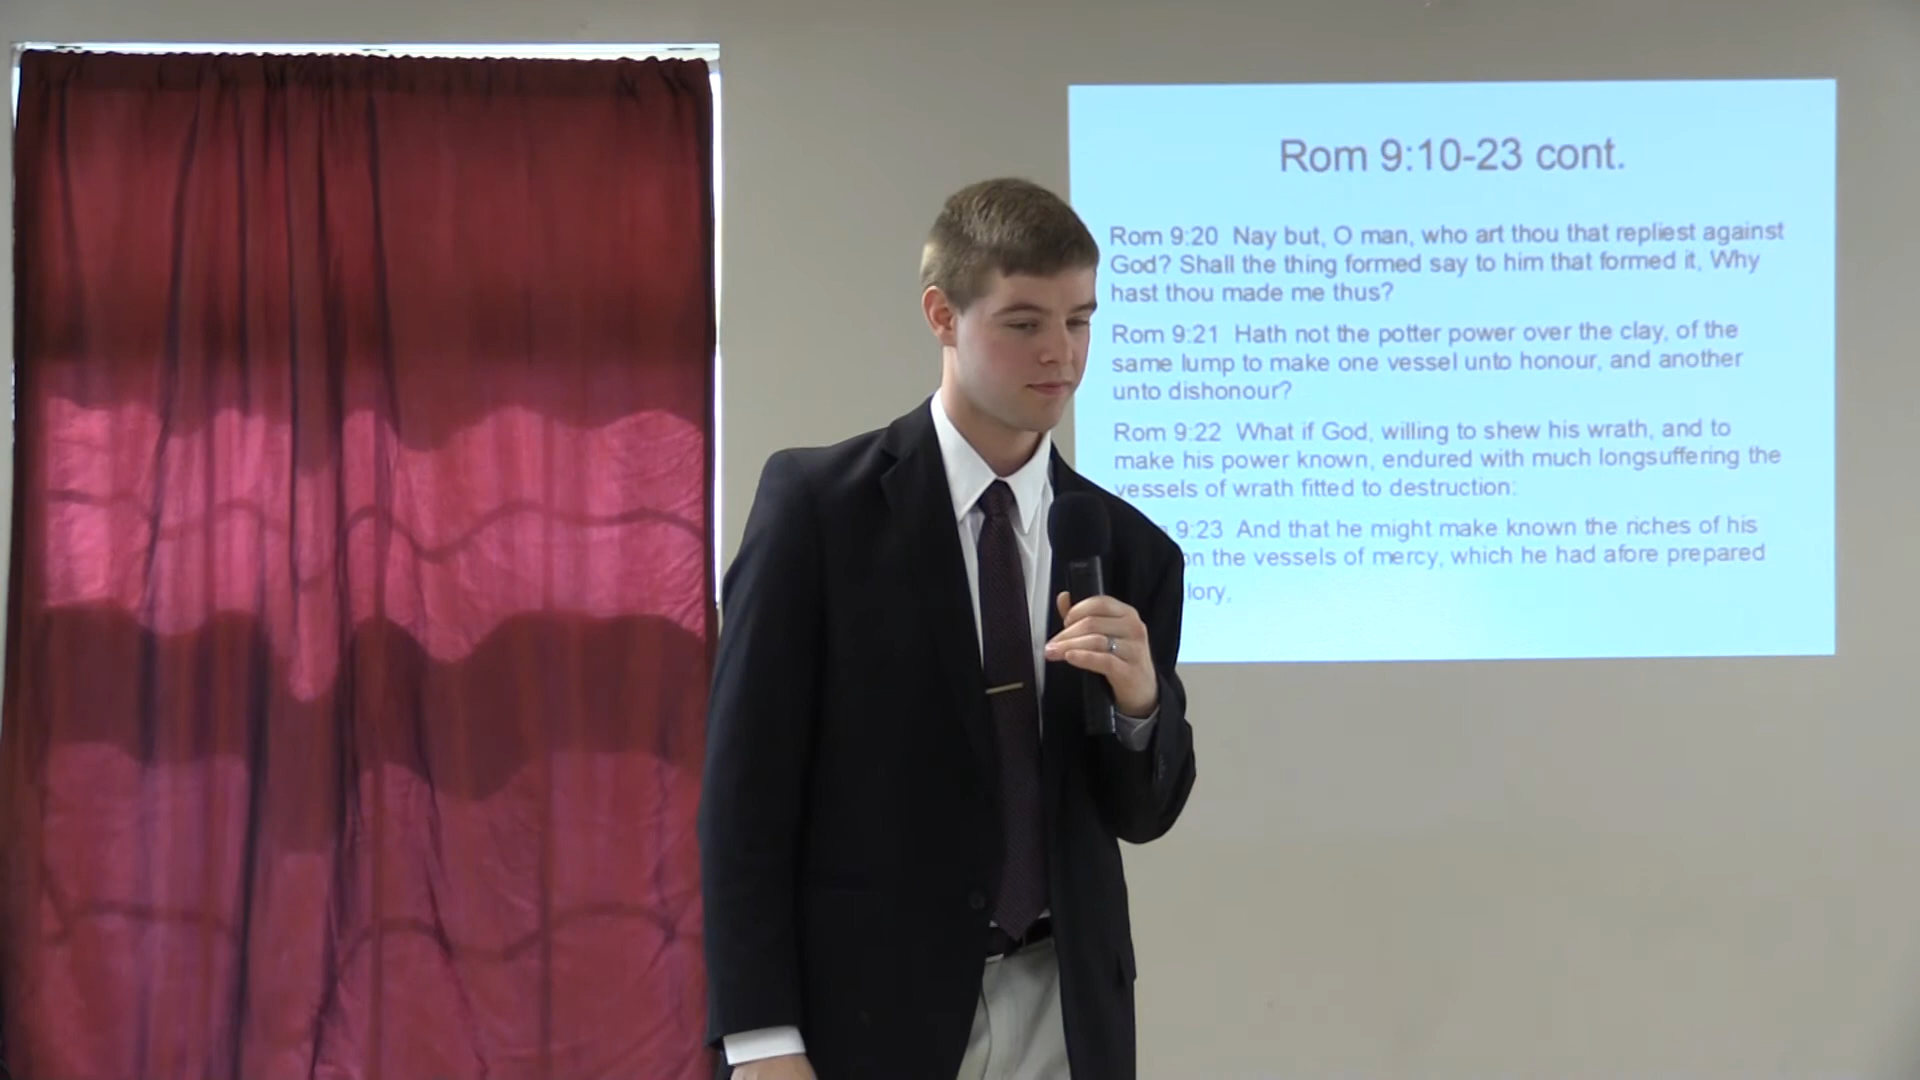 Rom 9:10-23 cont.
Rom 9:20 Nay but, O man, who art thou that repliest against
God? Shall the thing formed say to him that formed it, Why
hast thou made me thus?
Rom 9:21 Hath not the potter power over the clay, of the
same lump to make one vessel unto honour, and another
unto dishonour?
Rom 9:22 What if God, willing to shew his wrath, and to
make his power known, endured with much longsuffering the
vessels of wrath fitted to destruction:
9:23 And that he might make known the riches of his
the vessels of mercy, which he had afore prepared